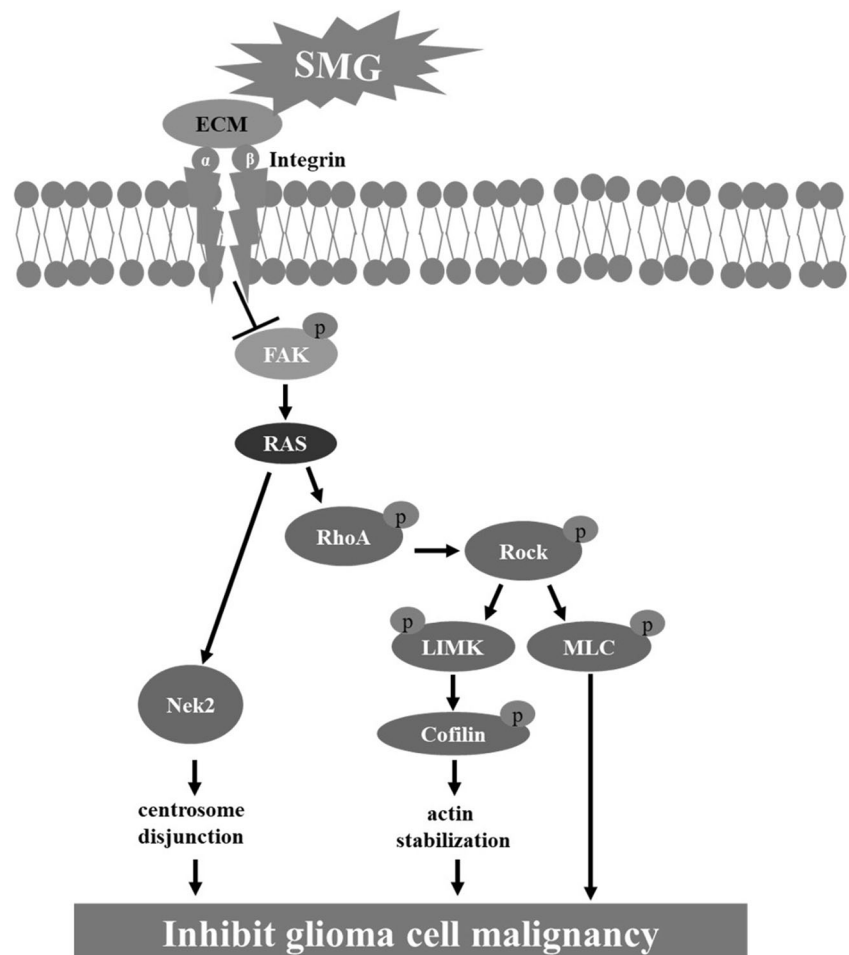 SMG
ECM
α
β
Integrin
p
FAK
RAS
p
RhoA
p
Rock
p
LIMK
p
MLC
Nek2
p
Cofilin
centrosome
disjunction
actin
stabilization
Inhibit glioma cell malignancy